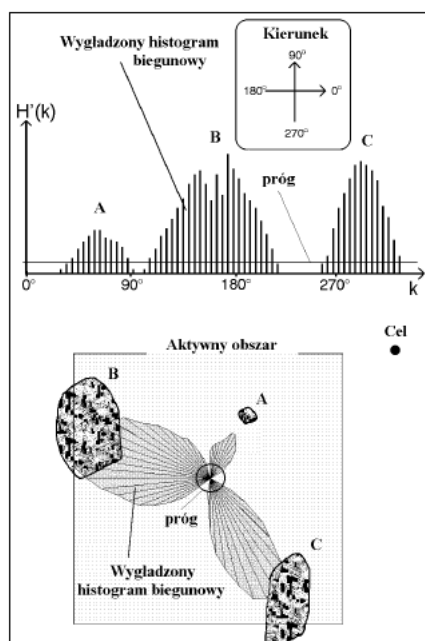 Wygładzony histogram
biegunowy
Kierunek
90°
180°
0°
270°
H'(k)
A
B
C
próg
0°
90°
180°
270°
k
Cel
Aktywny obszar
B
A
próg
C
Wygładzony
histogram biegunowy